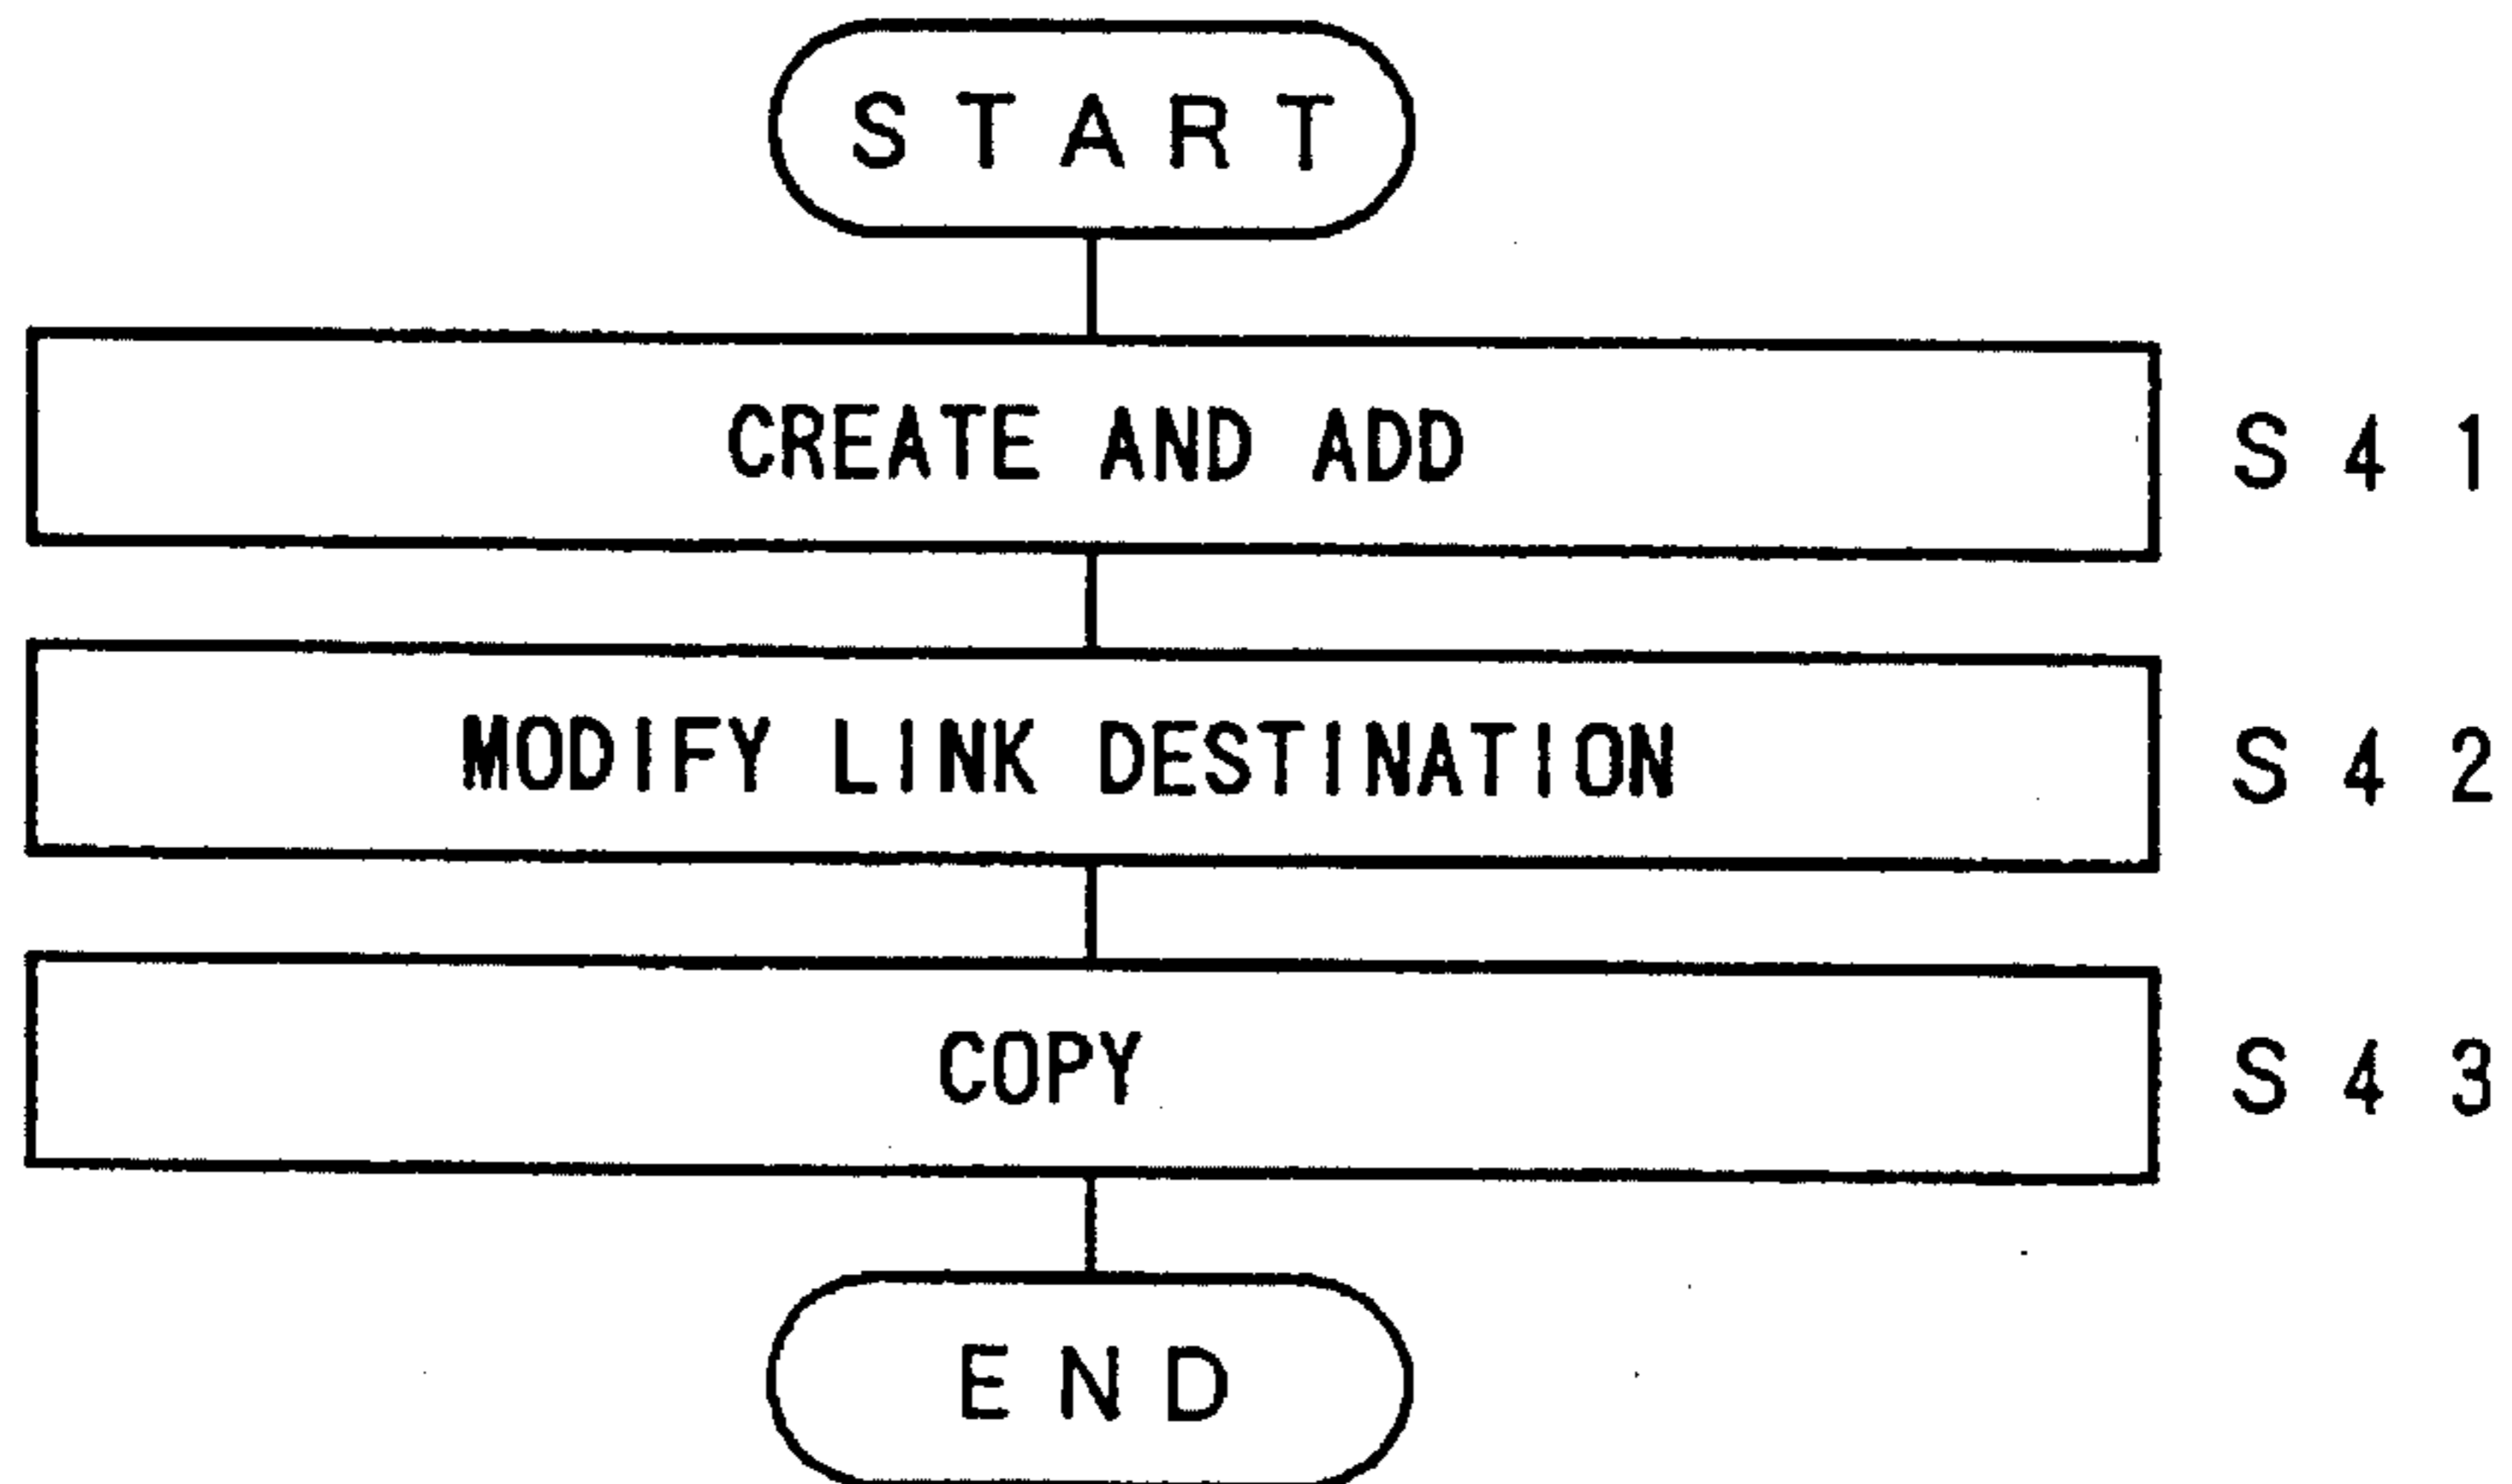 START
CREATE AND ADD S41
MODIFY LINK DESTINATION S42
COPY S43
END